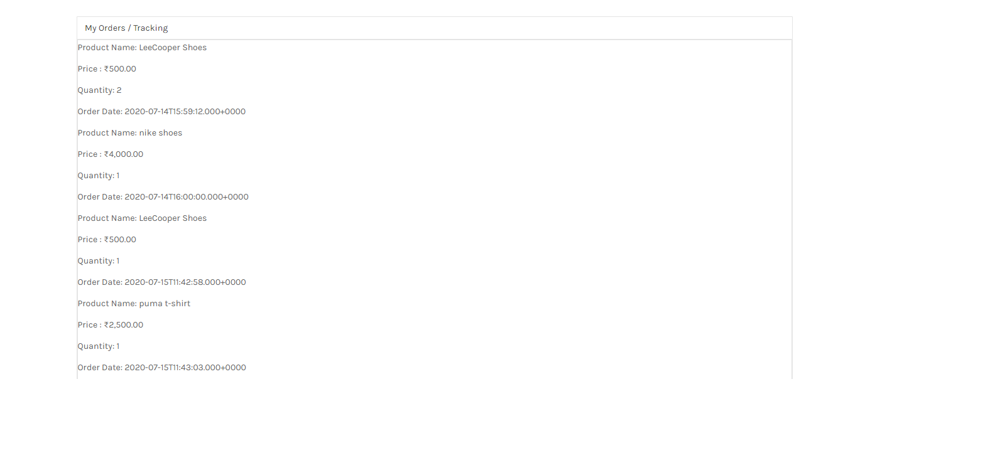 My Orders / Tracking
Product Name: LeeCooper Shoes
Price : ₹500.00
Quantity: 2
Order Date: 2020-07-14T15:59:12.000+0000
Product Name: nike shoes
Price : ₹4,000.00
Quantity: 1
Order Date: 2020-07-14T16:00:00.000+0000
Product Name: LeeCooper Shoes
Price : ₹500.00
Quantity: 1
Order Date: 2020-07-15T11:42:58.000+0000
Product Name: puma t-shirt
Price : ₹2,500.00
Quantity: 1
Order Date: 2020-07-15T11:43:03.000+0000